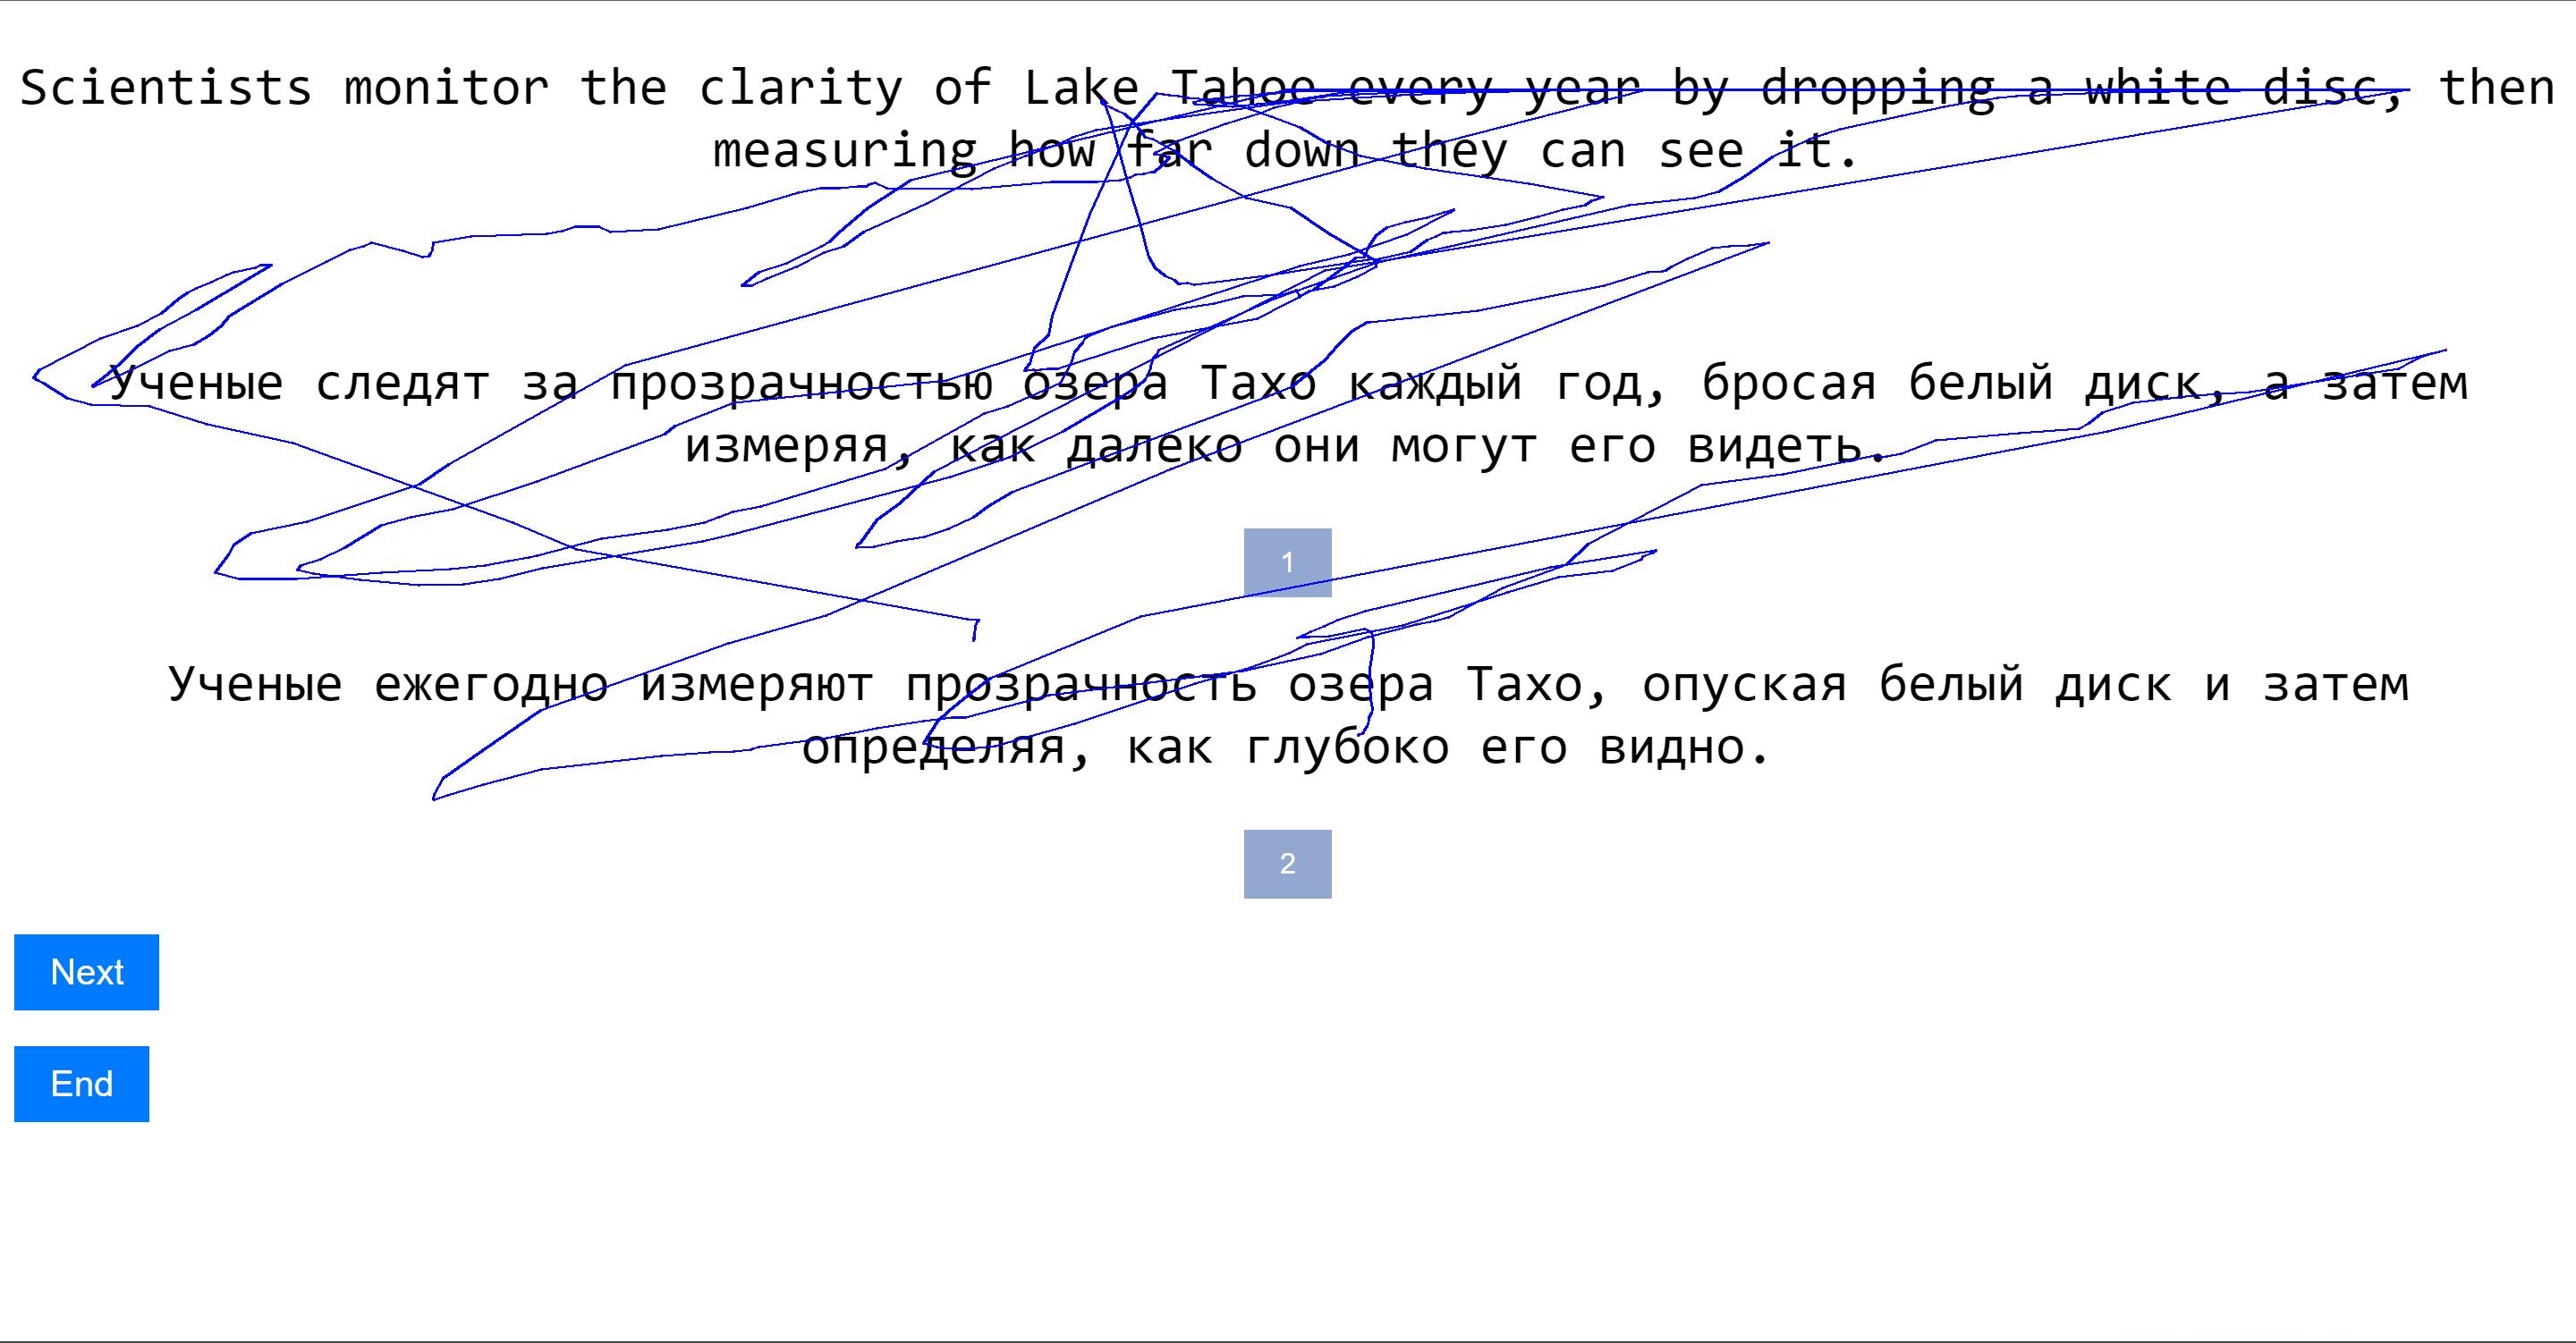 Scientists monitor the clarity of Lake Tahoe every year by dropping a white disc, then
measuring how far down they can see it.
Ученые следят за прозрачностью озера Тахо каждый год, бросая белый диск, а затем
измеряя, как далеко они могут его видеть.
1
Ученые ежегодно измеряют прозрачность озера Тахо, опуская белый диск и затем
определяя, как глубоко его видно.
2
Next
End